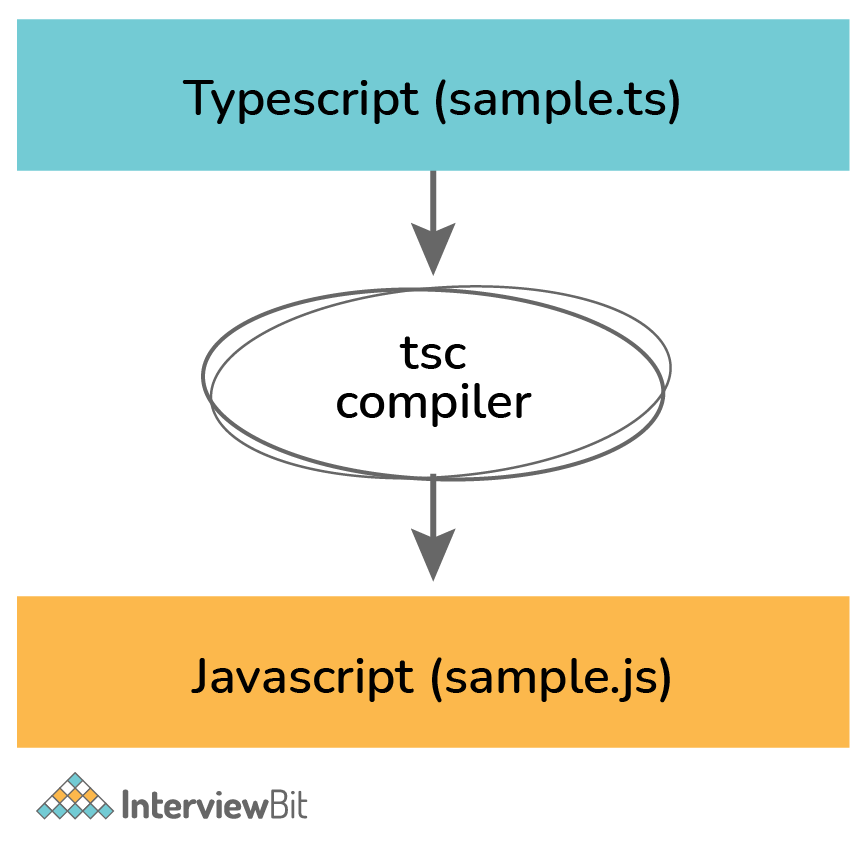 Typescript (sample.ts)
tsc
compiler
Javascript (sample.js)
InterviewBit